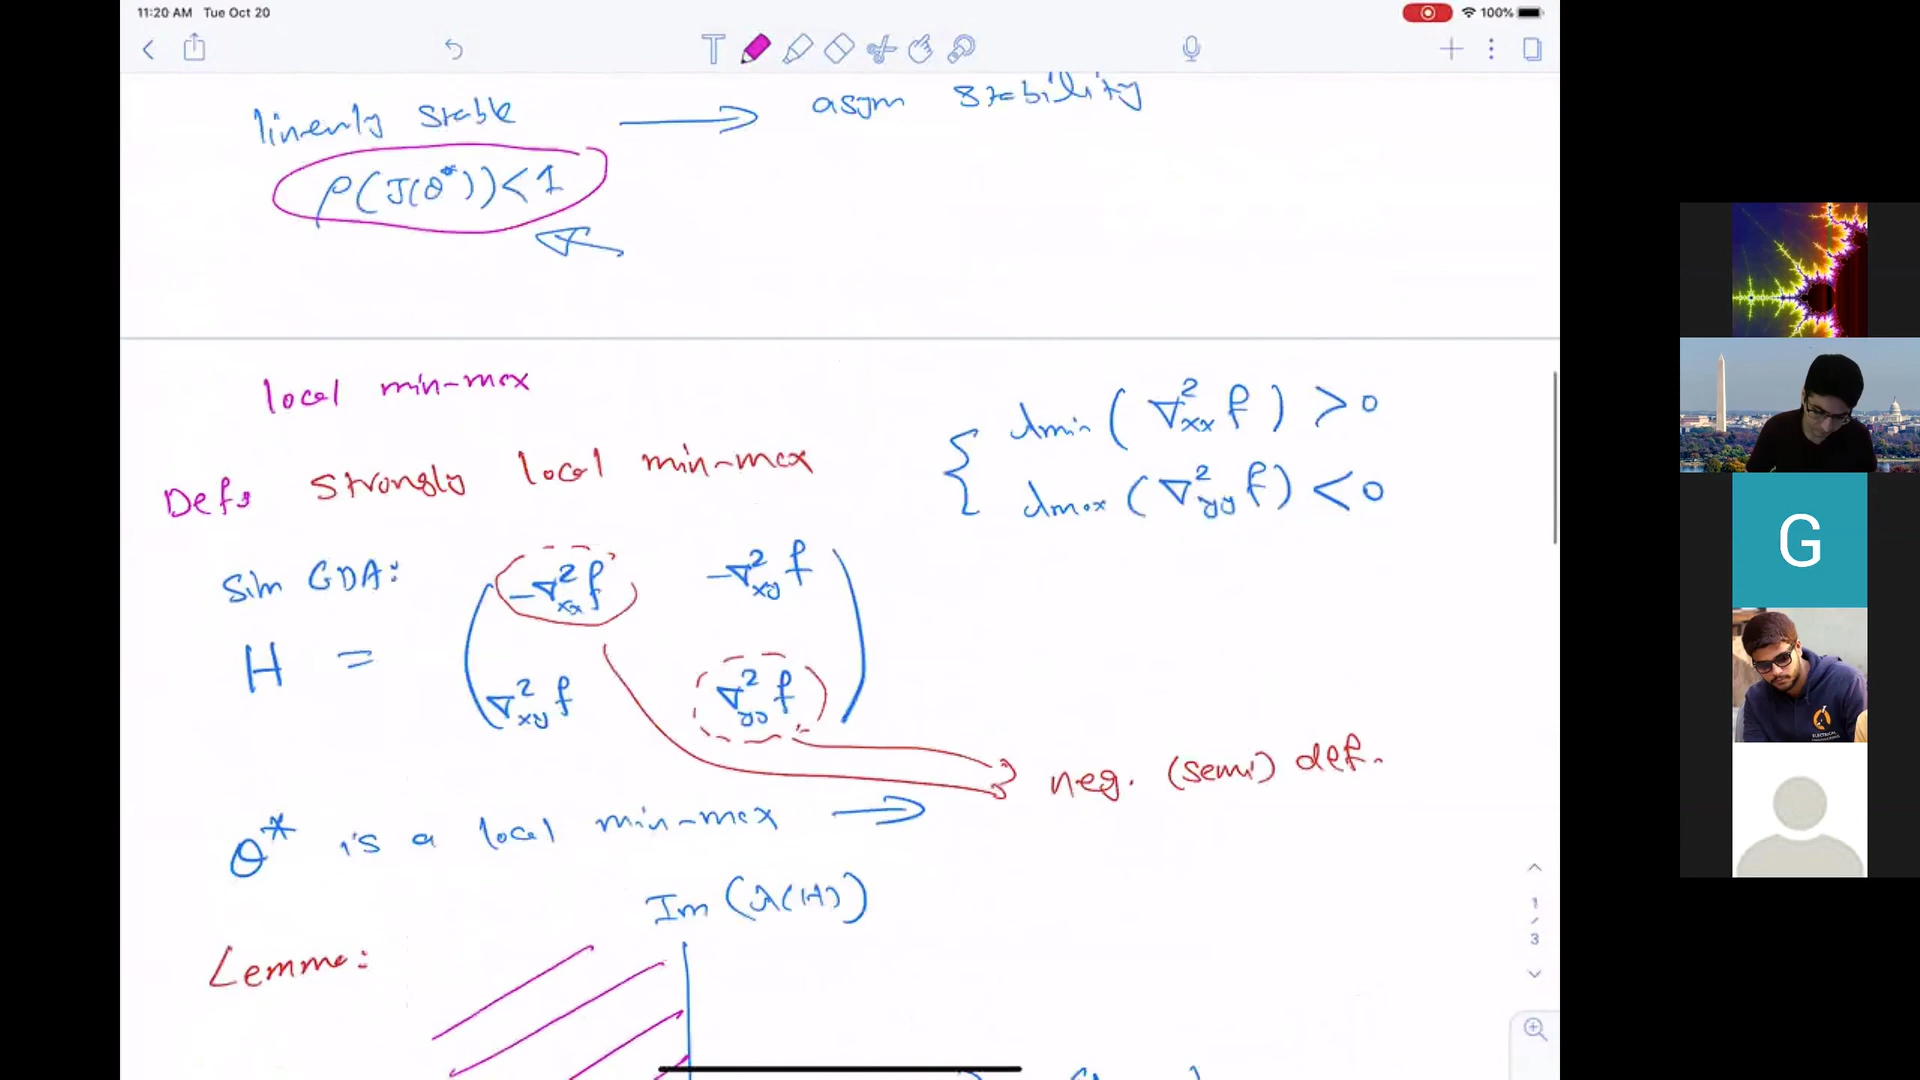 11:20 AM Tue Oct 20
100%
linearly stable → asym stability
ρ(J(θ*)) < 1
local min-max
Def: strongly local min-max
{ λmin (∇²xx f) > 0
λmax (∇²yy f) < 0
Sim GDA:
H = ( -∇²xx f -∇²xy f
∇²xy f ∇²yy f )
neg. (semi) def.
θ* is a local min-max →
Im (λ(H))
Lemma:
1
/
3
G